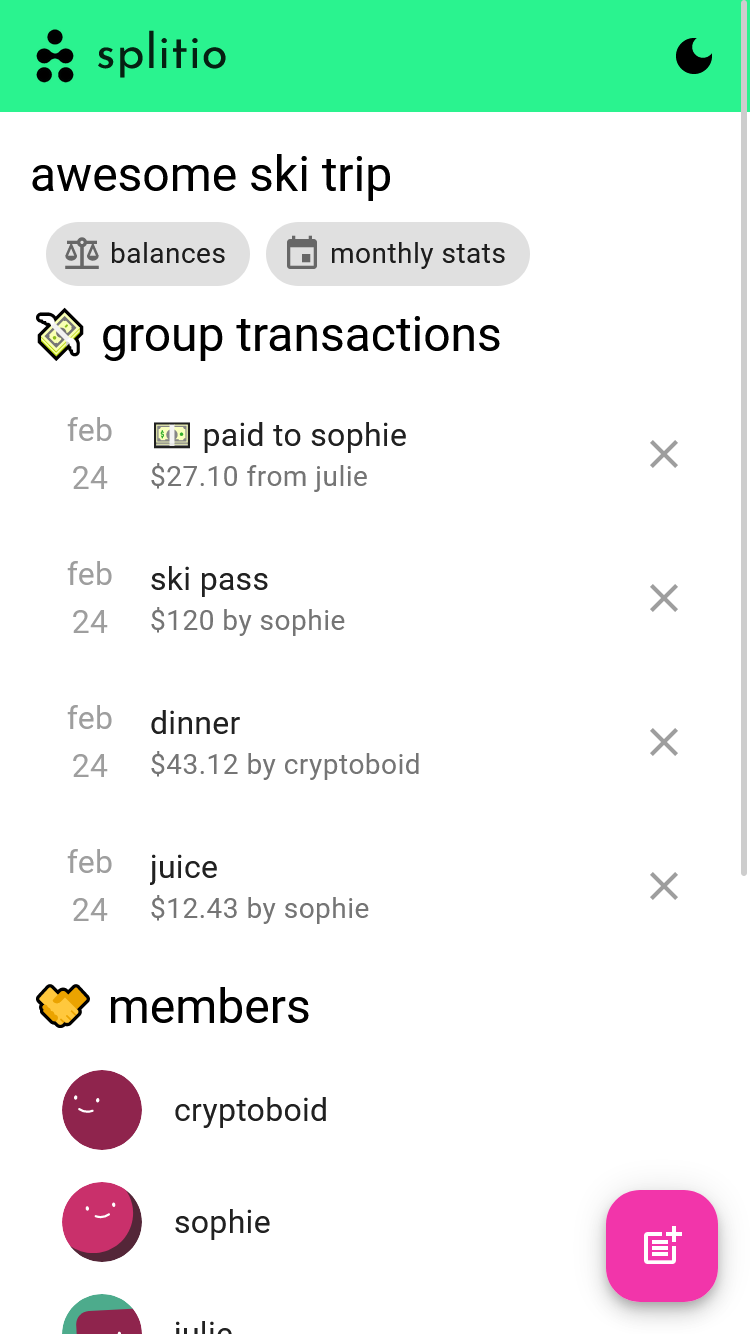 splitio
awesome ski trip
balances
monthly stats
group transactions
feb
24
paid to sophie
$27.10 from julie
feb
24
ski pass
$120 by sophie
feb
24
dinner
$43.12 by cryptoboid
feb
24
juice
$12.43 by sophie
members
cryptoboid
sophie
julie